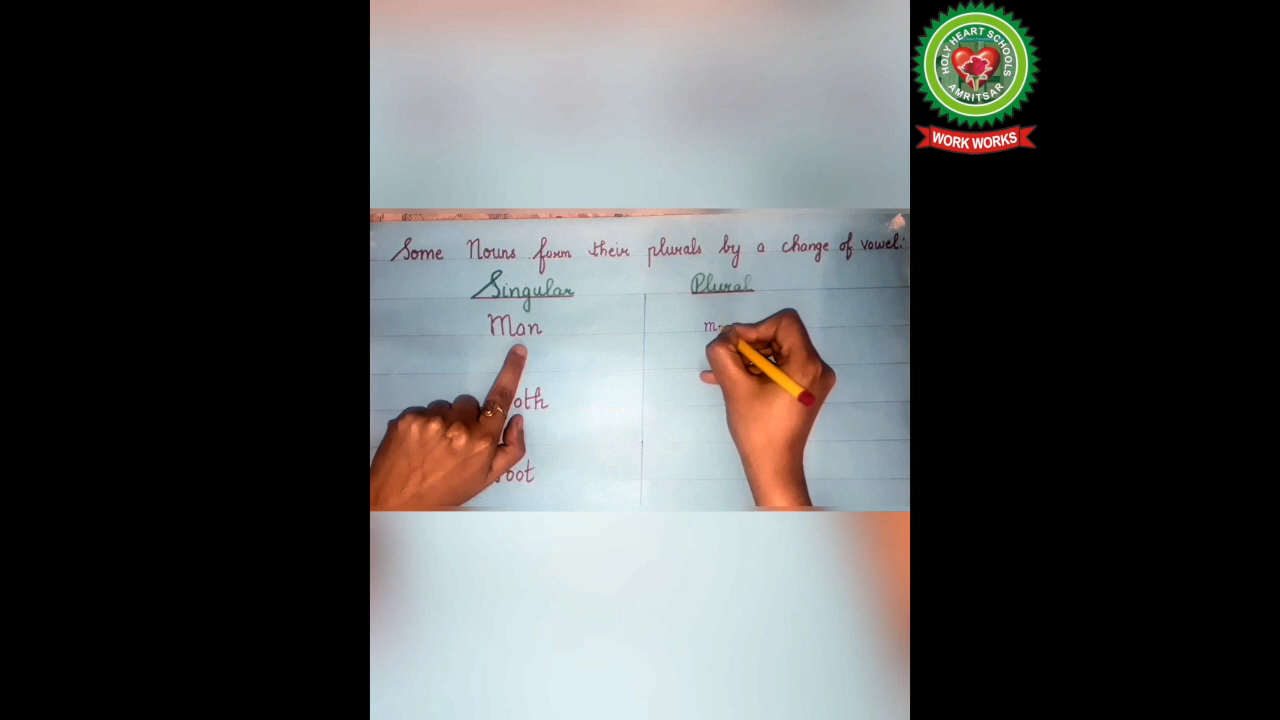 HOLY HEART SCHOOLS
AMRITSAR
WORK WORKS
Some Nouns form their plurals by a change of vowel:
Singular Plural
Man m
oth
oot